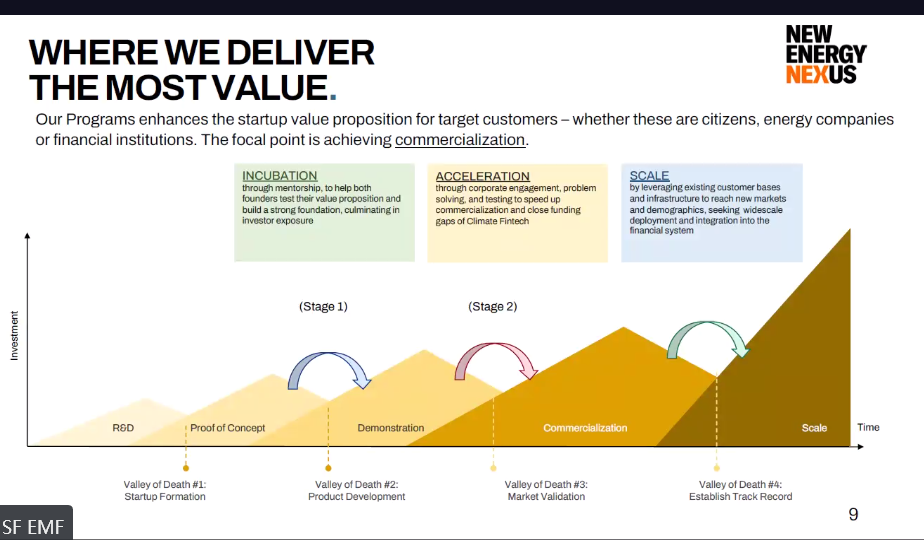 WHERE WE DELIVER
THE MOST VALUE.
NEW
ENERGY
NEXUS
Our Programs enhances the startup value proposition for target customers – whether these are citizens, energy companies
or financial institutions. The focal point is achieving commercialization.
INCUBATION
through mentorship, to help both
founders test their value proposition and
build a strong foundation, culminating in
investor exposure
ACCELERATION
through corporate engagement, problem
solving, and testing to speed up
commercialization and close funding
gaps of Climate Fintech
SCALE
by leveraging existing customer bases
and infrastructure to reach new markets
and demographics, seeking widescale
deployment and integration into the
financial system
(Stage 1)
(Stage 2)
Investment
R&D
Proof of Concept
Demonstration
Commercialization
Scale
Time
Valley of Death #1:
Startup Formation
Valley of Death #2:
Product Development
Valley of Death #3:
Market Validation
Valley of Death #4:
Establish Track Record
SF EMF
9